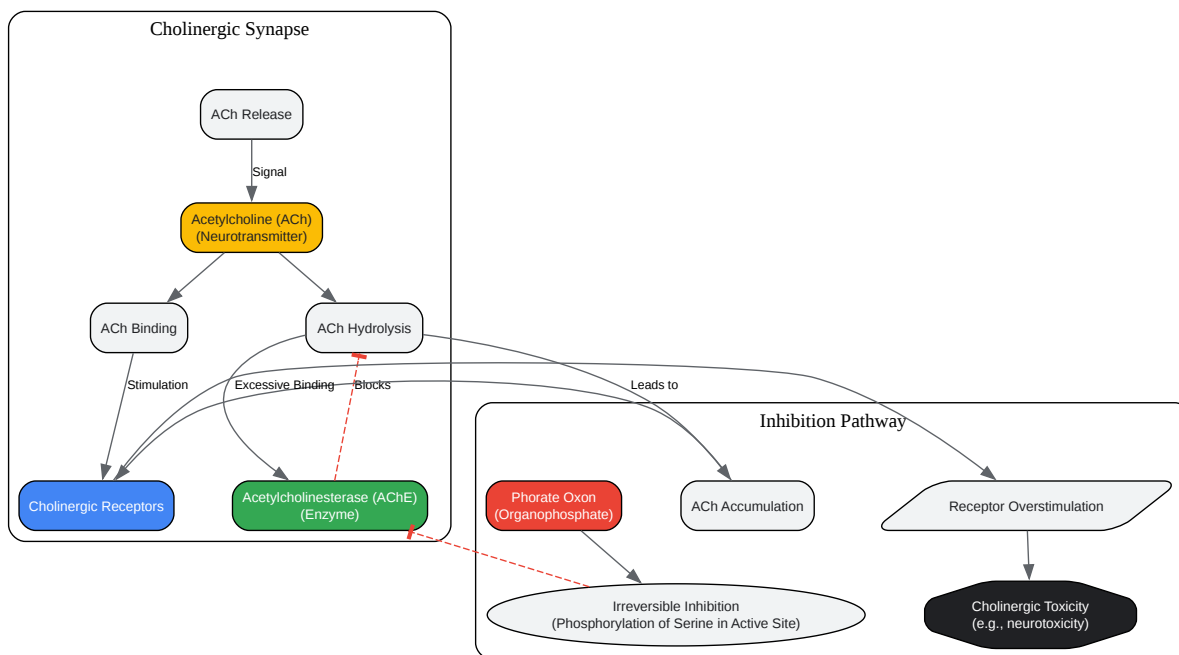 Cholinergic Synapse
ACh Release
Signal
Acetylcholine (ACh)
(Neurotransmitter)
ACh Binding
ACh Hydrolysis
Stimulation
Excessive Binding
Blocks
Leads to
Inhibition Pathway
Cholinergic Receptors
Acetylcholinesterase (AChE)
(Enzyme)
Phorate Oxon
(Organophosphate)
ACh Accumulation
Receptor Overstimulation
Irreversible Inhibition
(Phosphorylation of Serine in Active Site)
Cholinergic Toxicity
(e.g., neurotoxicity)